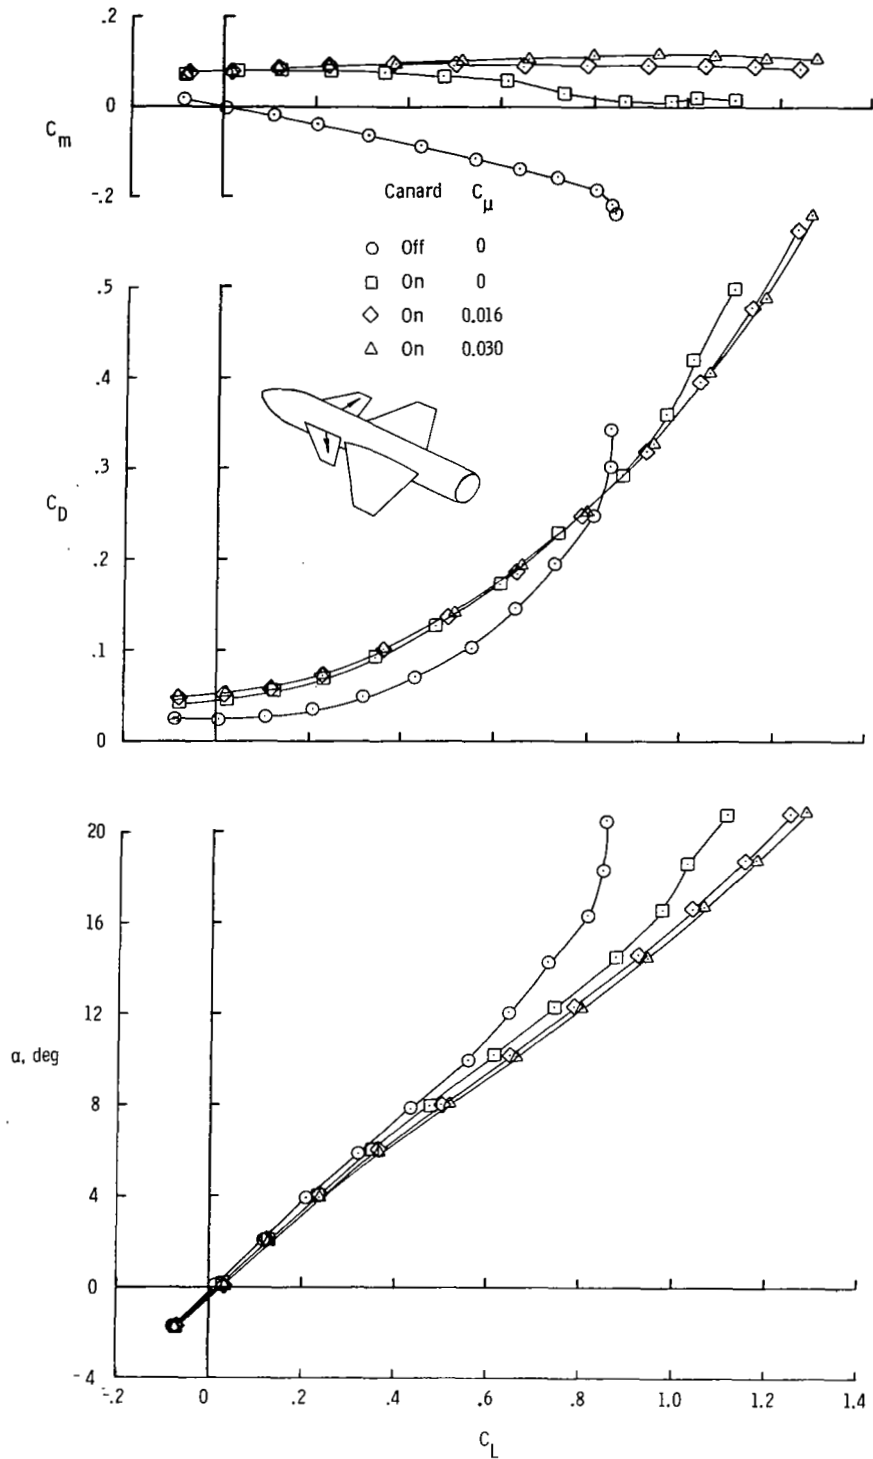 .2
0
C_m
-.2
Canard C_μ
Off 0
On 0
On 0.016
On 0.030
.5
.4
.3
C_D
.2
.1
0
20
16
12
α, deg
8
4
0
-4
-.2 0 .2 .4 .6 .8 1.0 1.2 1.4
C_L